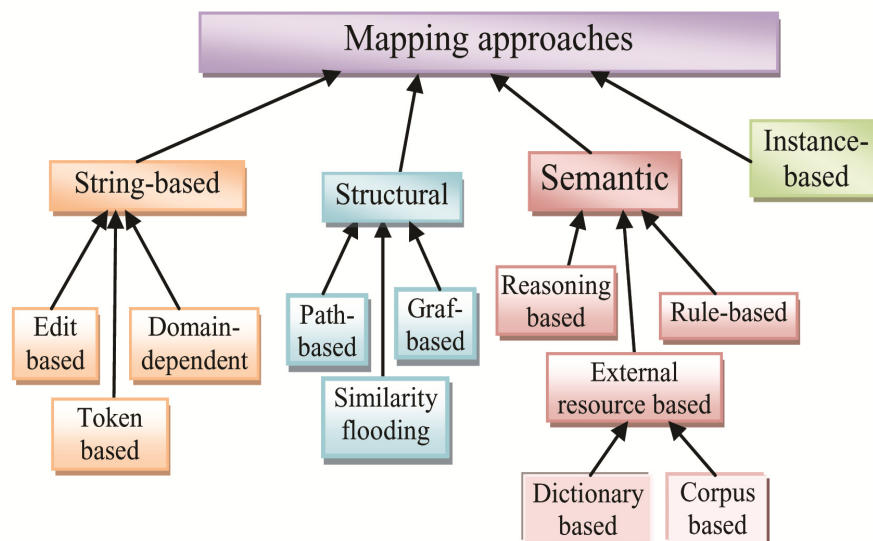 Mapping approaches
String-based
Structural
Semantic
Instance-
based
Edit
based
Domain-
dependent
Token
based
Path-
based
Graf-
based
Similarity
flooding
Reasoning
based
Rule-based
External
resource based
Dictionary
based
Corpus
based